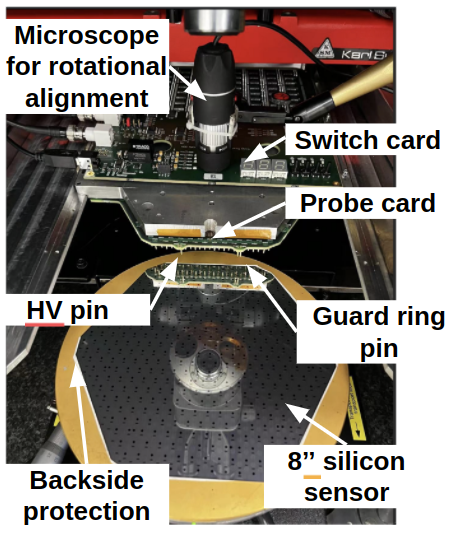 Microscope
for rotational
alignment
Karl
Switch card
Probe card
HV pin
Guard ring
pin
8’’ silicon
sensor
Backside
protection